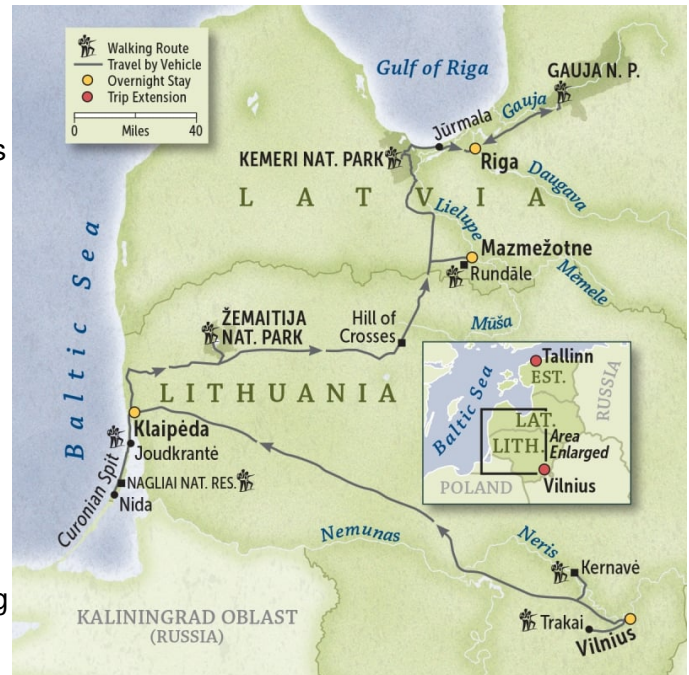 Walking Route
Travel by Vehicle
Overnight Stay
Trip Extension
0 Miles 40
Gulf of Riga
GAUJA N. P.
Gauja
Jūrmala
KEMERI NAT. PARK
Riga
Daugava
LATVIA
Lielupe
Mazmežotne
Rundāle
Mēmele
Baltic Sea
ŽEMAITIJA
NAT. PARK
Hill of
Crosses
Mūša
LITHUANIA
Klaipėda
Joudkrantė
Curonian Spit
NAGLIAI NAT. RES.
Nida
Tallinn
EST.
RUSSIA
Baltic Sea
LAT.
LITH.
Area
Enlarged
POLAND
Vilnius
Nemunas
Neris
Kernavė
KALININGRAD OBLAST
(RUSSIA)
Trakai
Vilnius
s
g